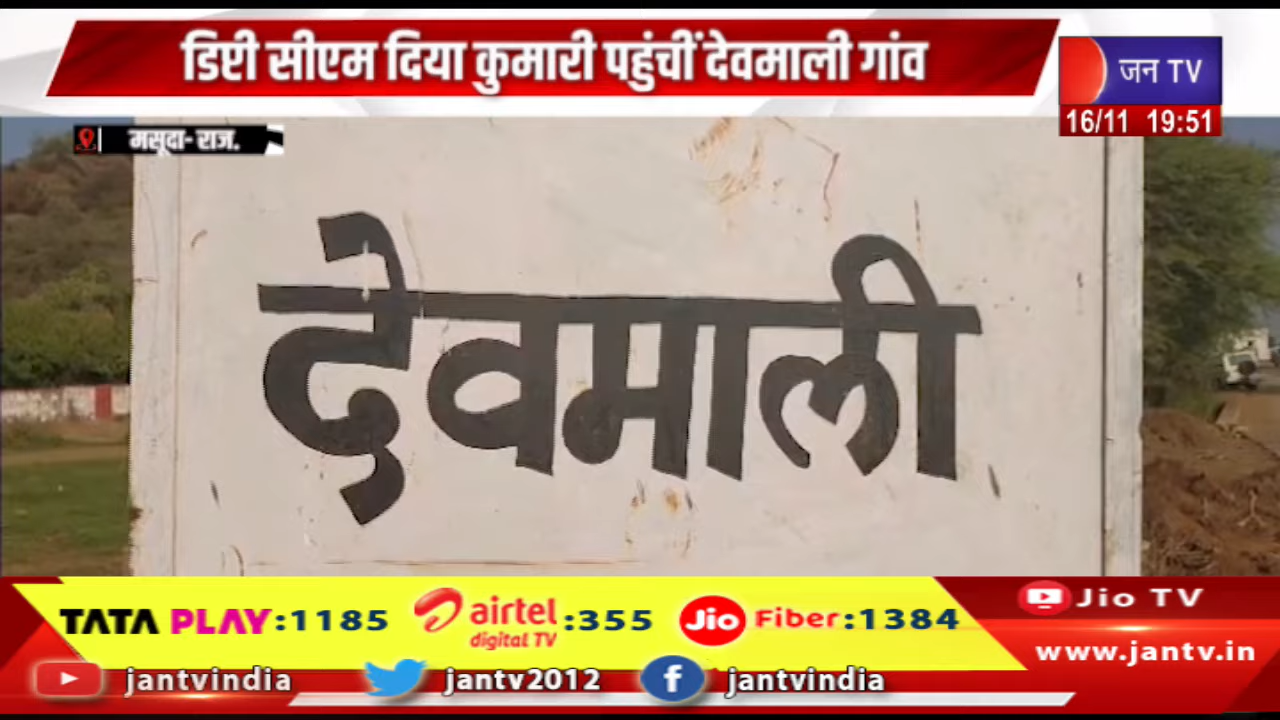 डिप्टी सीएम दिया कुमारी पहुंचीं देवमाली गांव
जन TV
16/11 19:51
मसूदा- राज.
देवमाली
TATA PLAY:1185 airtel digital TV:355 Jio Fiber:1384
Jio TV
www.jantv.in
jantvindia jantv2012 jantvindia